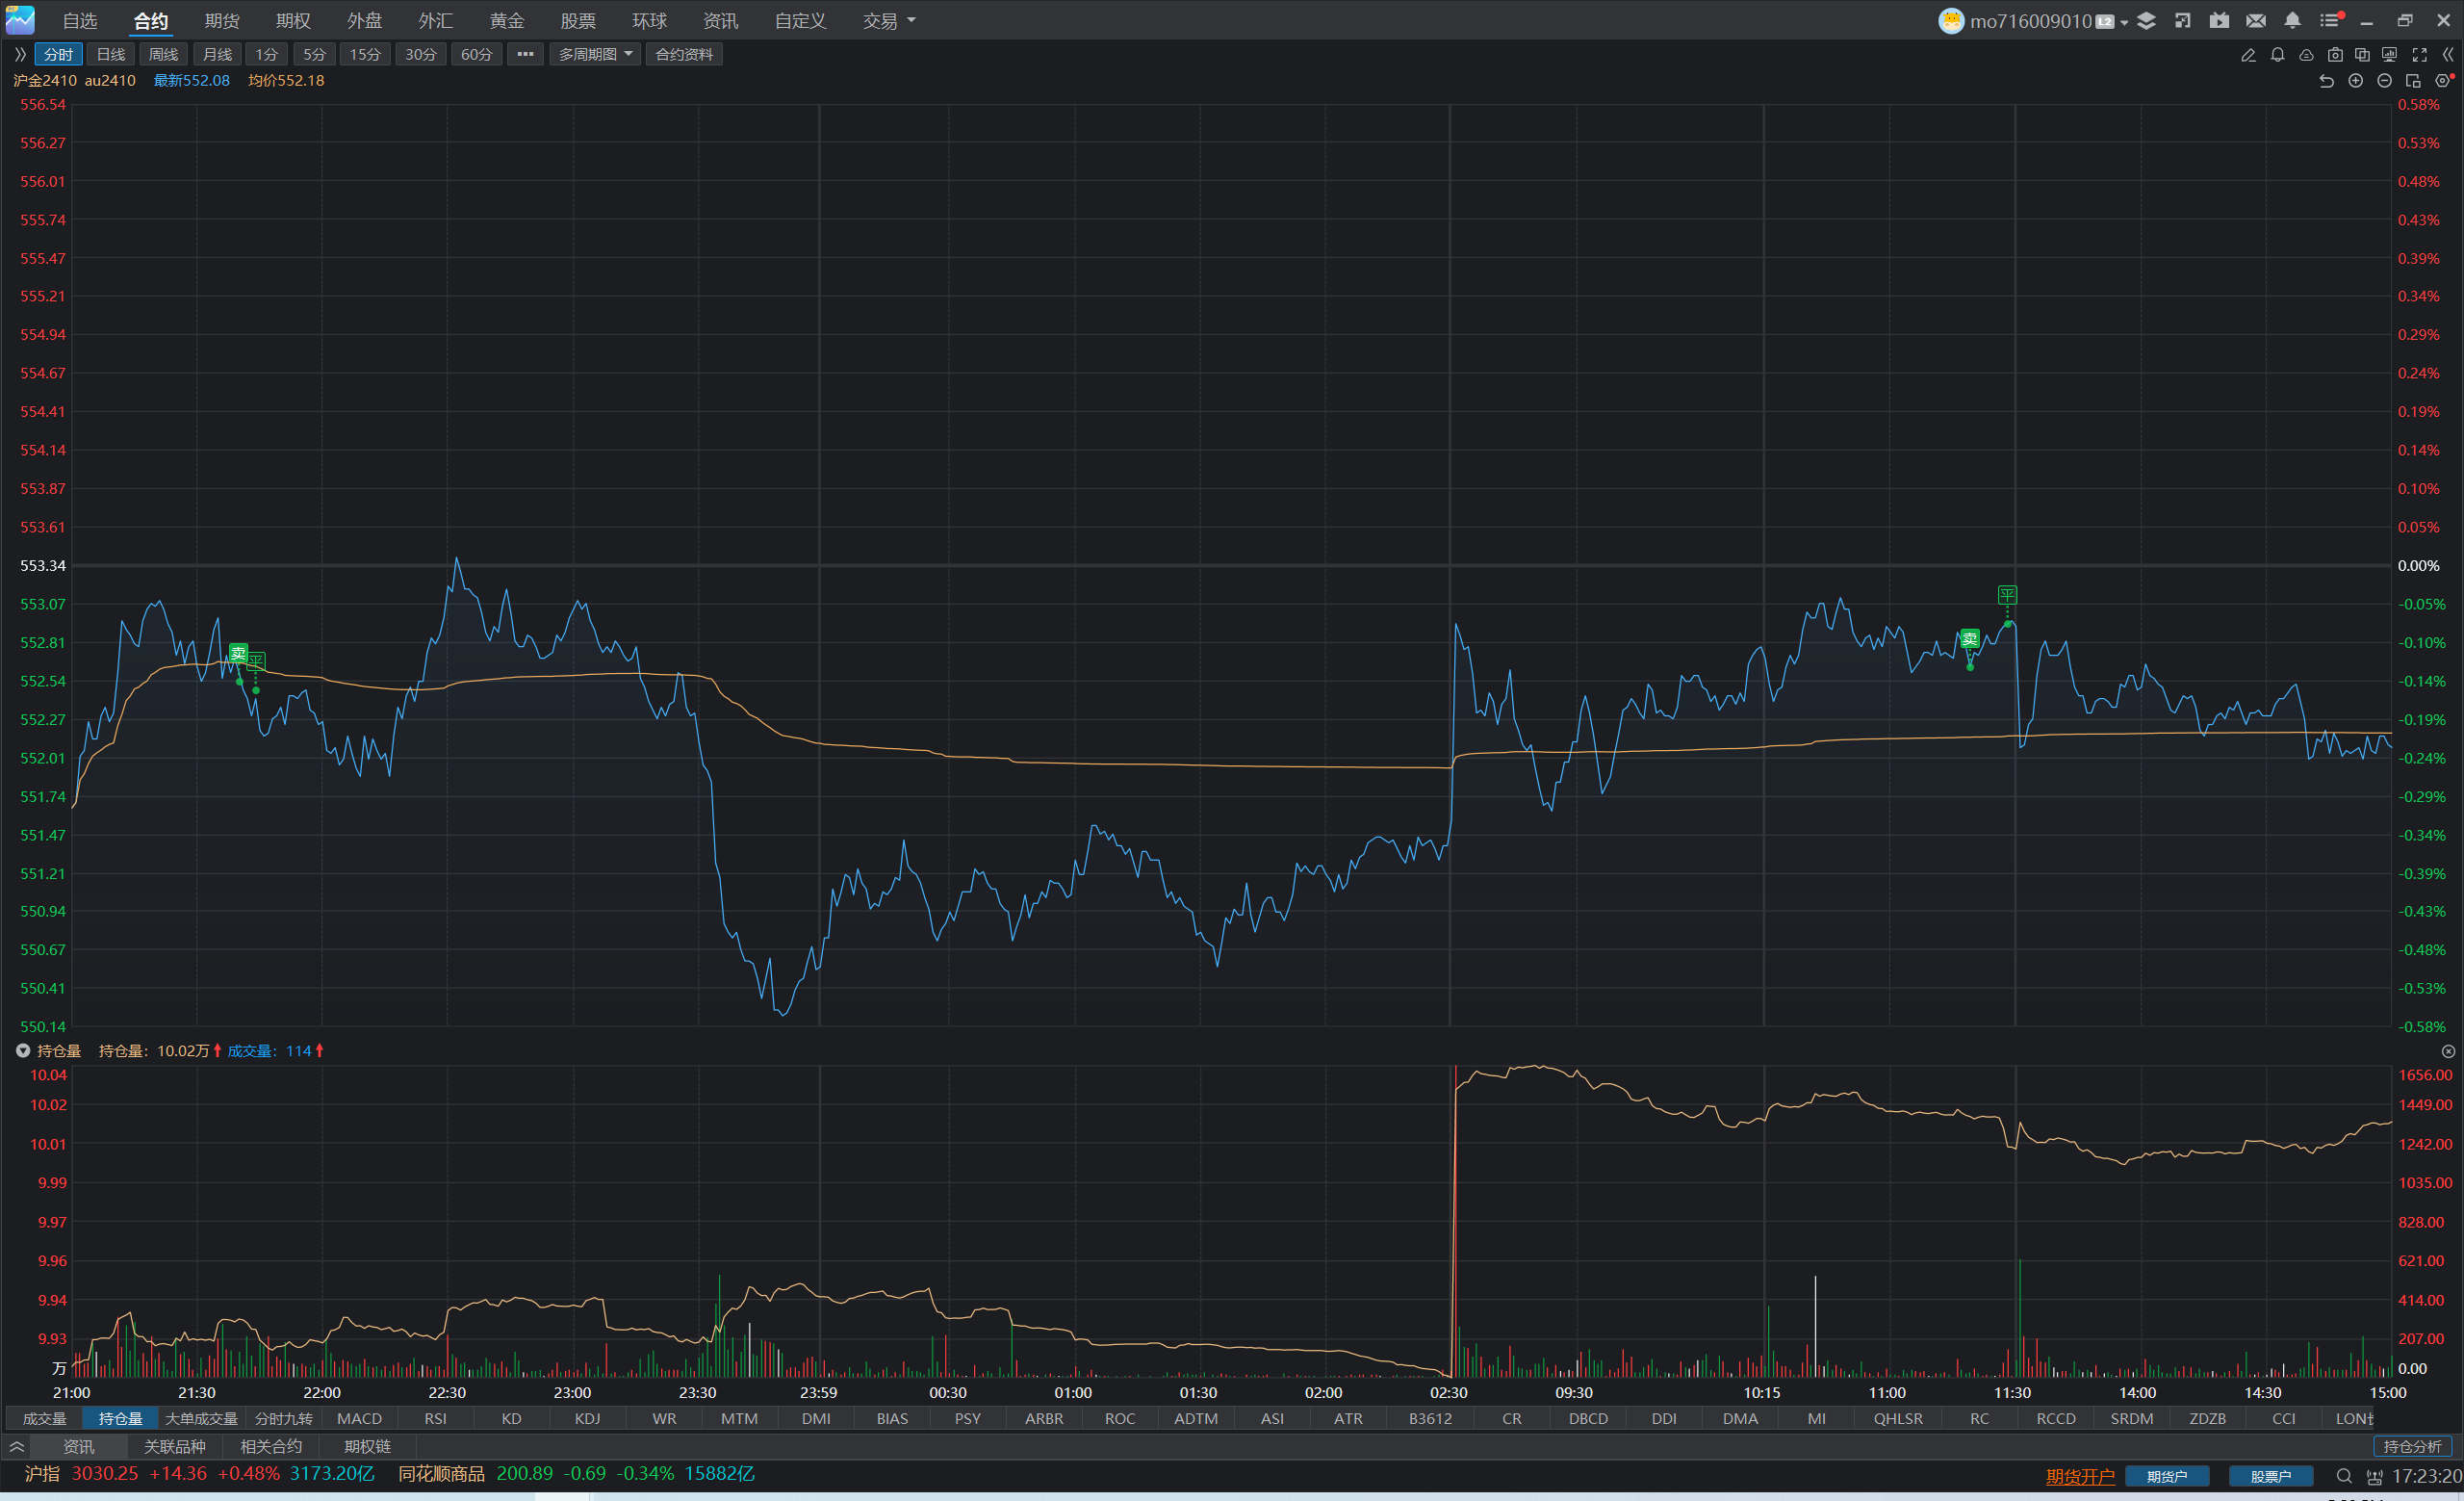 自选 合约 期货 期权 外盘 外汇 黄金 股票 环球 资讯 自定义 交易 mo716009010 L2
分时 日线 周线 月线 1分 5分 15分 30分 60分 ••• 多周期图 合约资料
沪金2410 au2410 最新552.08 均价552.18
556.54 0.58%
556.27 0.53%
556.01 0.48%
555.74 0.43%
555.47 0.39%
555.21 0.34%
554.94 0.29%
554.67 0.24%
554.41 0.19%
554.14 0.14%
553.87 0.10%
553.61 0.05%
553.34 0.00%
平
553.07 -0.05%
552.81 卖 平 卖 -0.10%
552.54 -0.14%
552.27 -0.19%
552.01 -0.24%
551.74 -0.29%
551.47 -0.34%
551.21 -0.39%
550.94 -0.43%
550.67 -0.48%
550.41 -0.53%
550.14 -0.58%
持仓量 持仓量：10.02万 成交量：114
10.04 1656.00
10.02 1449.00
10.01 1242.00
9.99 1035.00
9.97 828.00
9.96 621.00
9.94 414.00
9.93 207.00
万 0.00
21:00 21:30 22:00 22:30 23:00 23:30 23:59 00:30 01:00 01:30 02:00 02:30 09:30 10:15 11:00 11:30 14:00 14:30 15:00
成交量 持仓量 大单成交量 分时九转 MACD RSI KD KDJ WR MTM DMI BIAS PSY ARBR ROC ADTM ASI ATR B3612 CR DBCD DDI DMA MI QHLSR RC RCCD SRDM ZDZB CCI
资讯 关联品种 相关合约 期权链 持仓分析
沪指 3030.25 +14.36 +0.48% 3173.20亿 同花顺商品 200.89 -0.69 -0.34% 15882亿 期货开户 期货户 股票户 17:23:20